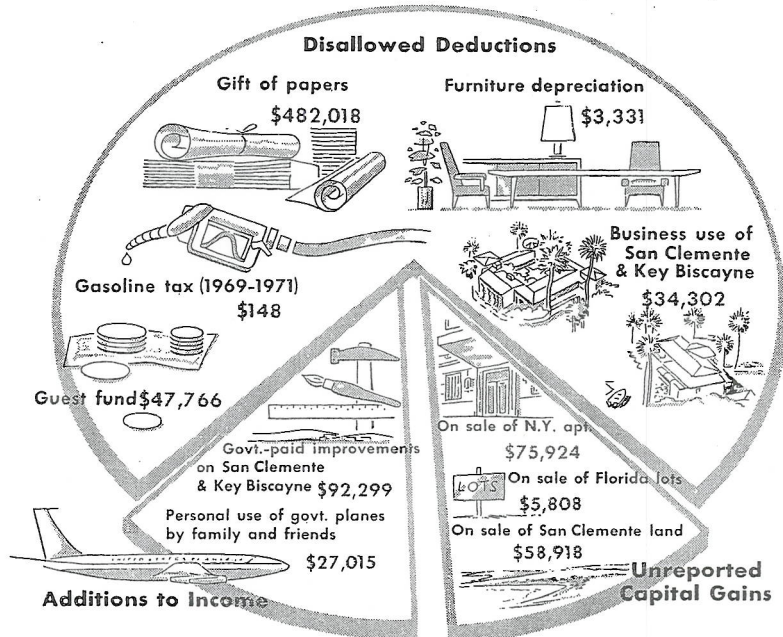 Disallowed Deductions
Gift of papers
$482,018
Furniture depreciation
$3,331
Gasoline tax (1969-1971)
$148
Business use of
San Clemente
& Key Biscayne
$34,302
Guest fund $47,766
Govt.-paid improvements
on San Clemente
& Key Biscayne $92,299
Personal use of govt. planes
by family and friends
$27,015
Additions to Income
On sale of N.Y. apt.
$75,924
LOTS
On sale of Florida lots
$5,808
On sale of San Clemente land
$58,918
Unreported
Capital Gains